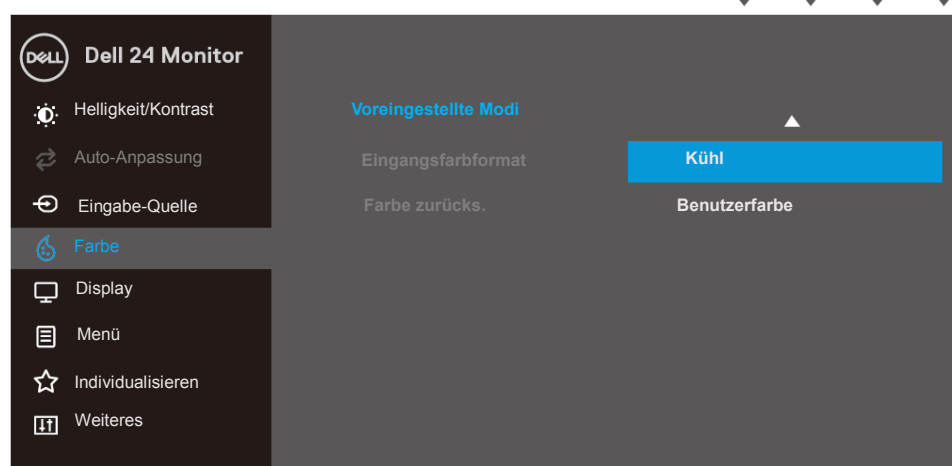 DELL Dell 24 Monitor
Helligkeit/Kontrast Voreingestellte Modi
Auto-Anpassung Eingangsfarbformat Kühl
Eingabe-Quelle Farbe zurücks. Benutzerfarbe
Farbe
Display
Menü
Individualisieren
Weiteres